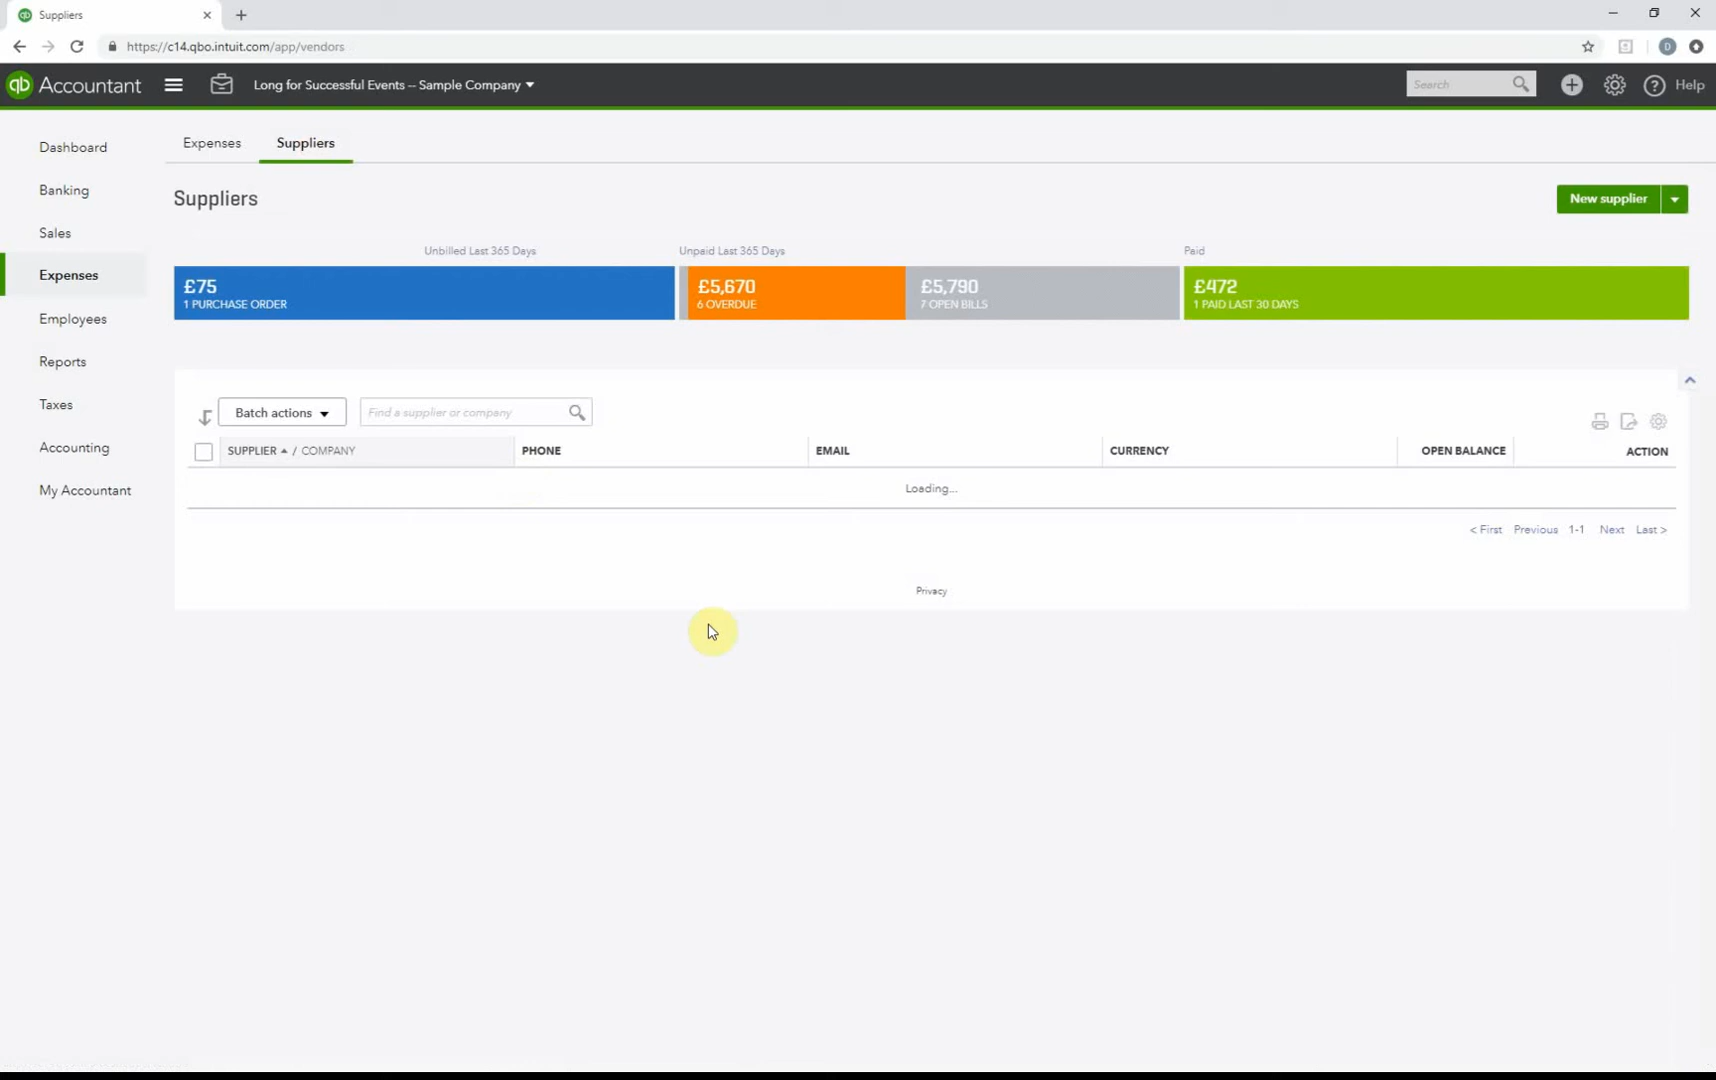 Suppliers
https://c14.qbo.intuit.com/app/vendors
qb Accountant
Long for Successful Events -- Sample Company
Search
Help
Dashboard
Banking
Sales
Expenses
Employees
Reports
Taxes
Accounting
My Accountant
Expenses
Suppliers
Suppliers
New supplier
Unbilled Last 365 Days
Unpaid Last 365 Days
Paid
£75
1 PURCHASE ORDER
£5,670
6 OVERDUE
£5,790
7 OPEN BILLS
£472
1 PAID LAST 30 DAYS
Batch actions
Find a supplier or company
SUPPLIER / COMPANY
PHONE
EMAIL
CURRENCY
OPEN BALANCE
ACTION
Loading...
< First Previous 1-1 Next Last >
Privacy